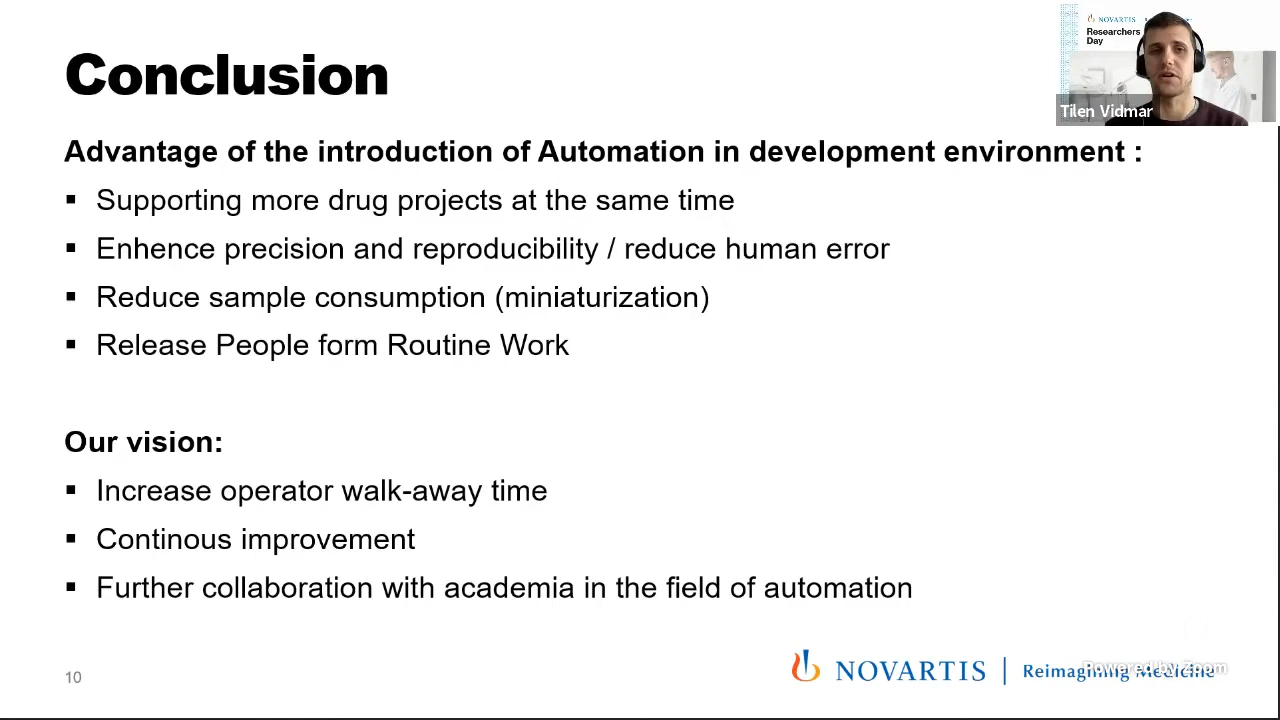 Conclusion
NOVARTIS
Researchers
Day
Tilen Vidmar
Advantage of the introduction of Automation in development environment :
▪ Supporting more drug projects at the same time
▪ Enhence precision and reproducibility / reduce human error
▪ Reduce sample consumption (miniaturization)
▪ Release People form Routine Work
Our vision:
▪ Increase operator walk-away time
▪ Continous improvement
▪ Further collaboration with academia in the field of automation
10
NOVARTIS | Reimagining Medicine
Powered by Zoom